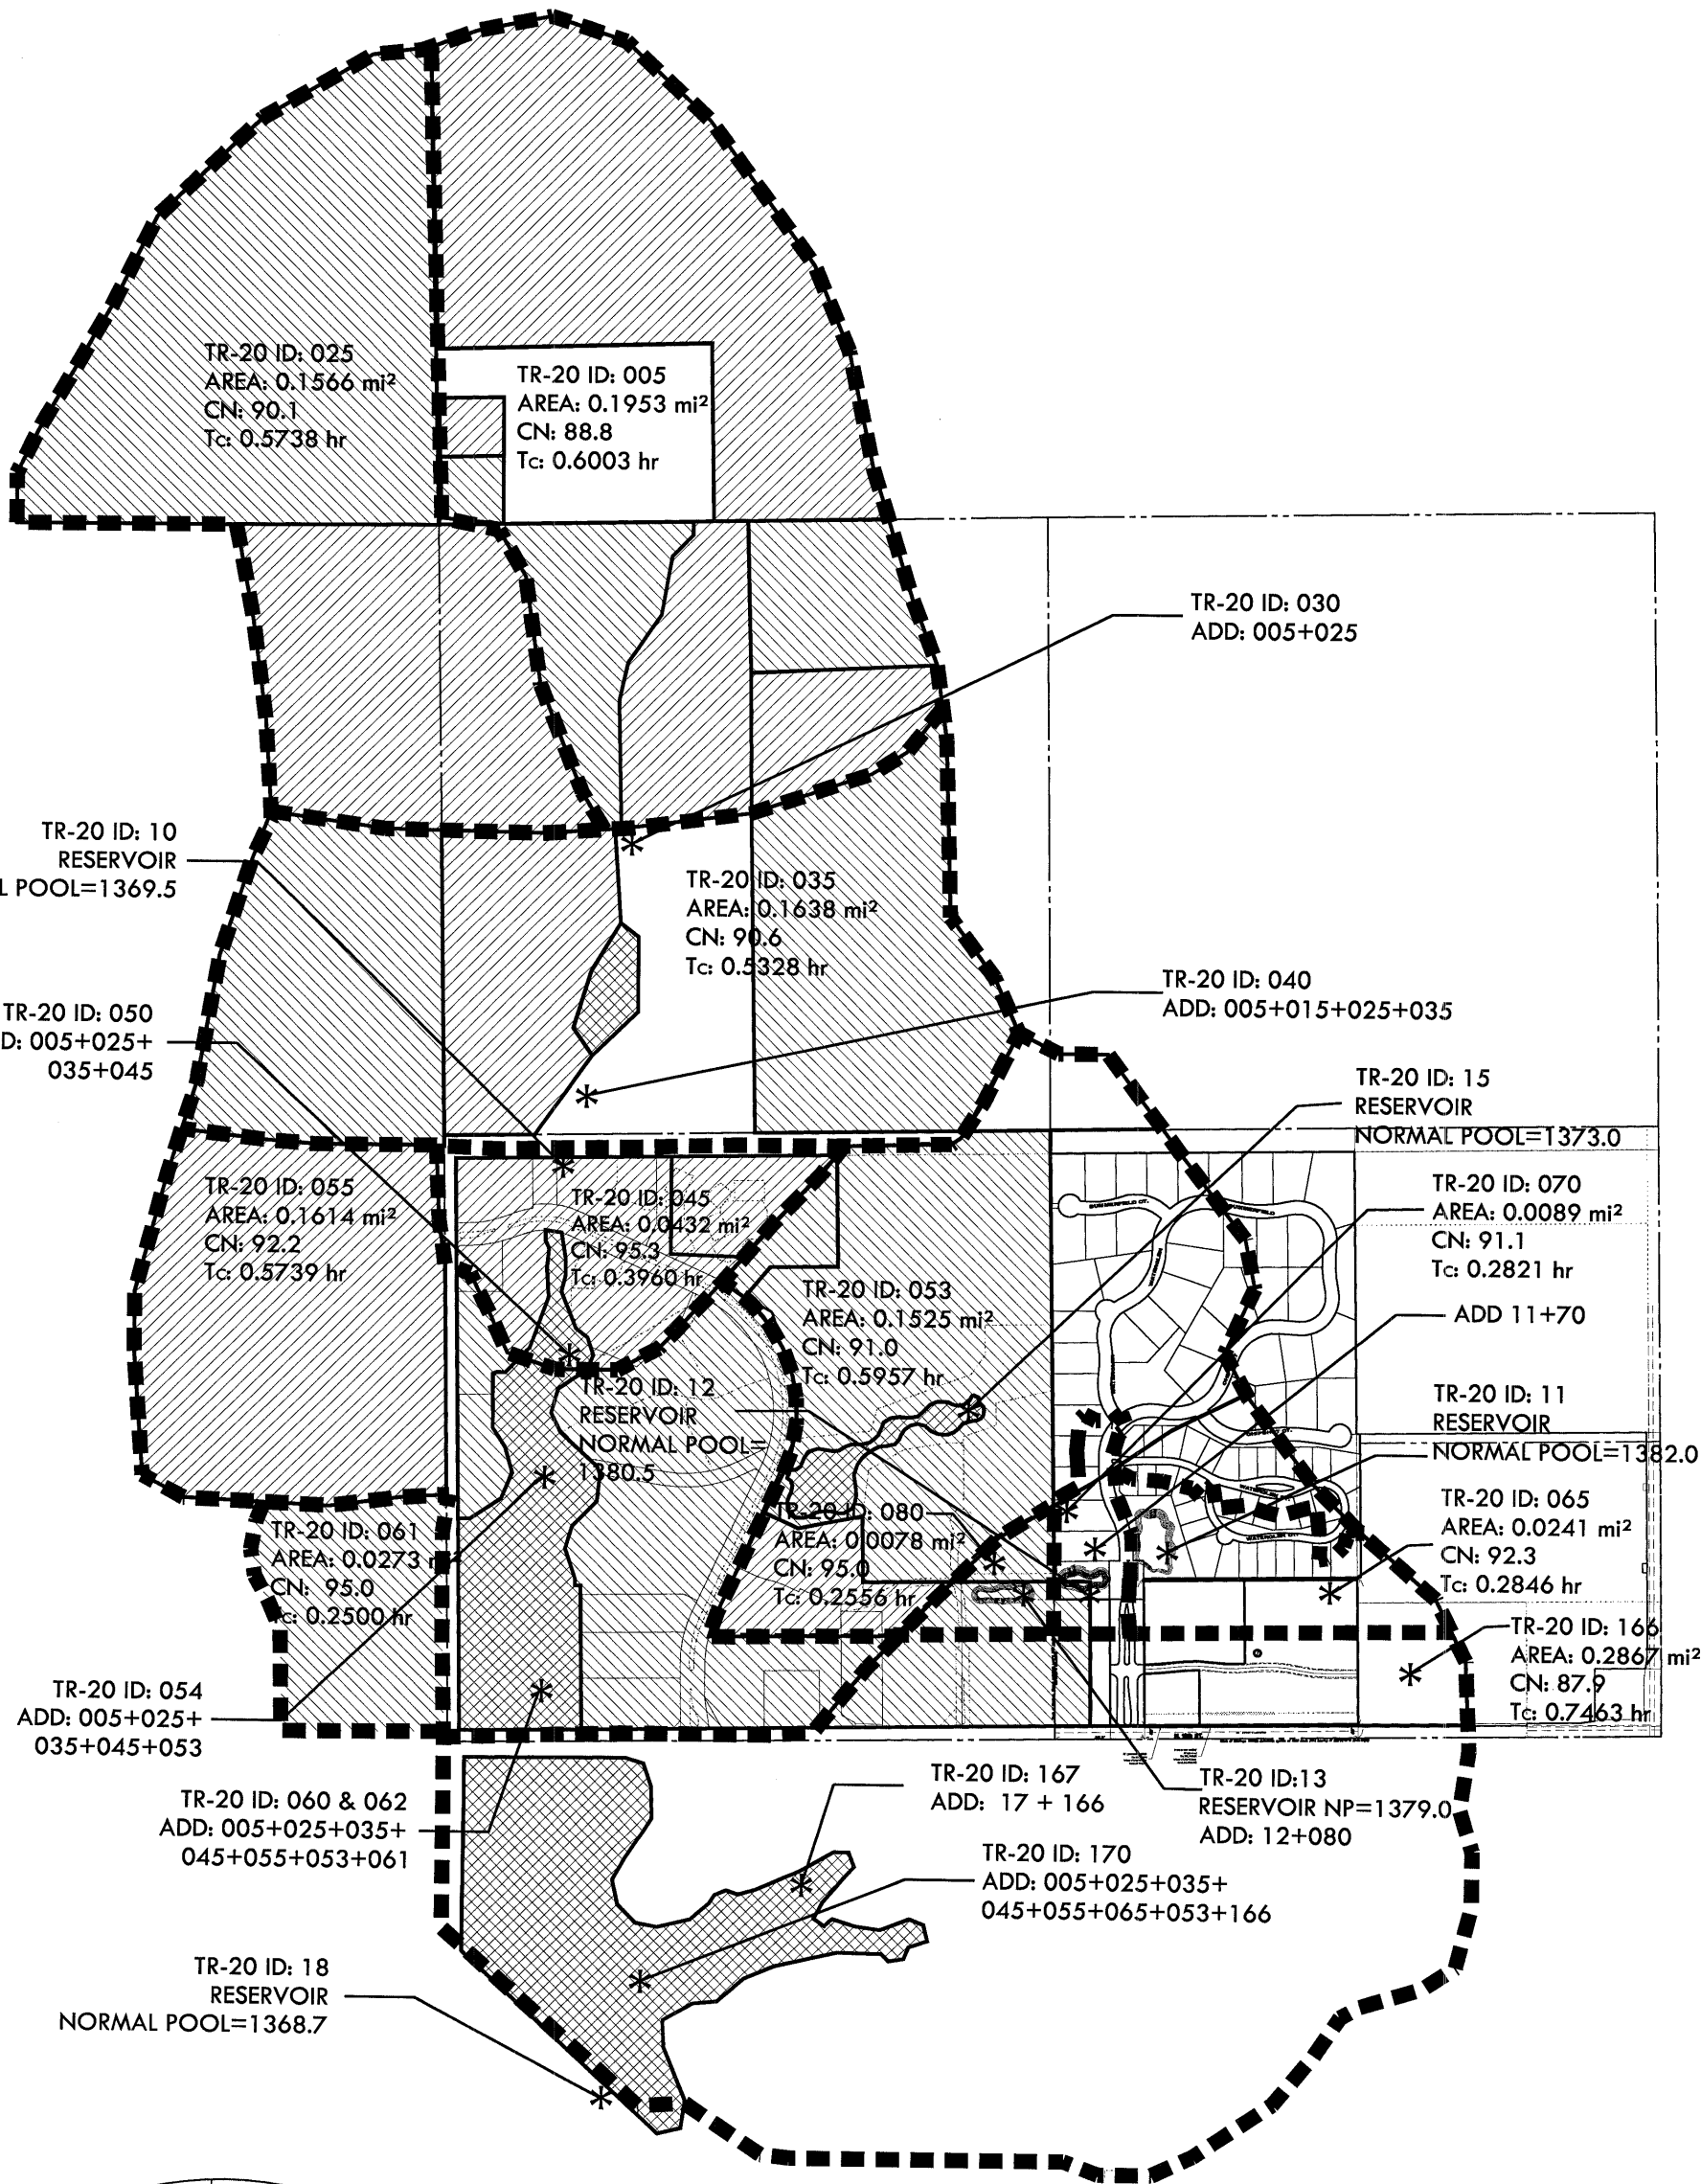 TR-20 ID: 025
AREA: 0.1566 mi²
CN: 90.1
Tc: 0.5738 hr
TR-20 ID: 005
AREA: 0.1953 mi²
CN: 88.8
Tc: 0.6003 hr
TR-20 ID: 030
ADD: 005+025
TR-20 ID: 10
RESERVOIR
L POOL=1369.5
TR-20 ID: 035
AREA: 0.1638 mi²
CN: 90.6
Tc: 0.5328 hr
TR-20 ID: 040
ADD: 005+015+025+035
TR-20 ID: 050
D: 005+025+
035+045
TR-20 ID: 15
RESERVOIR
NORMAL POOL=1373.0
TR-20 ID: 055
AREA: 0.1614 mi²
CN: 92.2
Tc: 0.5739 hr
TR-20 ID: 045
AREA: 0.0432 mi²
CN: 95.3
Tc: 0.3960 hr
TR-20 ID: 070
AREA: 0.0089 mi²
CN: 91.1
Tc: 0.2821 hr
TR-20 ID: 053
AREA: 0.1525 mi²
CN: 91.0
Tc: 0.5957 hr
ADD 11+70
TR-20 ID: 12
RESERVOIR
NORMAL POOL=
1380.5
TR-20 ID: 11
RESERVOIR
NORMAL POOL=1382.0
TR-20 ID: 080
AREA: 0.0078 mi²
CN: 95.0
Tc: 0.2556 hr
TR-20 ID: 065
AREA: 0.0241 mi²
CN: 92.3
Tc: 0.2846 hr
TR-20 ID: 061
AREA: 0.0273 mi²
CN: 95.0
Tc: 0.2500 hr
TR-20 ID: 166
AREA: 0.2867 mi²
CN: 87.9
Tc: 0.7463 hr
TR-20 ID: 054
ADD: 005+025+
035+045+053
TR-20 ID: 060 & 062
ADD: 005+025+035+
045+055+053+061
TR-20 ID: 167
ADD: 17 + 166
TR-20 ID:13
RESERVOIR NP=1379.0
ADD: 12+080
TR-20 ID: 170
ADD: 005+025+035+
045+055+065+053+166
TR-20 ID: 18
RESERVOIR
NORMAL POOL=1368.7